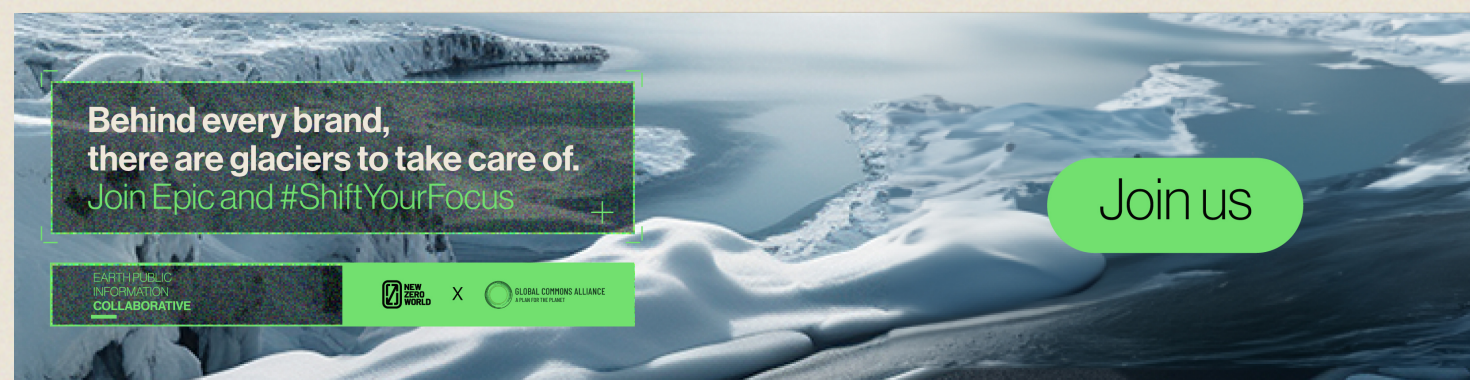 Behind every brand,
there are glaciers to take care of.
Join Epic and #ShiftYourFocus
Join us
EARTH PUBLIC
INFORMATION
COLLABORATIVE
NEW
ZERO
WORLD
X
GLOBAL COMMONS ALLIANCE
A PLAN FOR THE PLANET